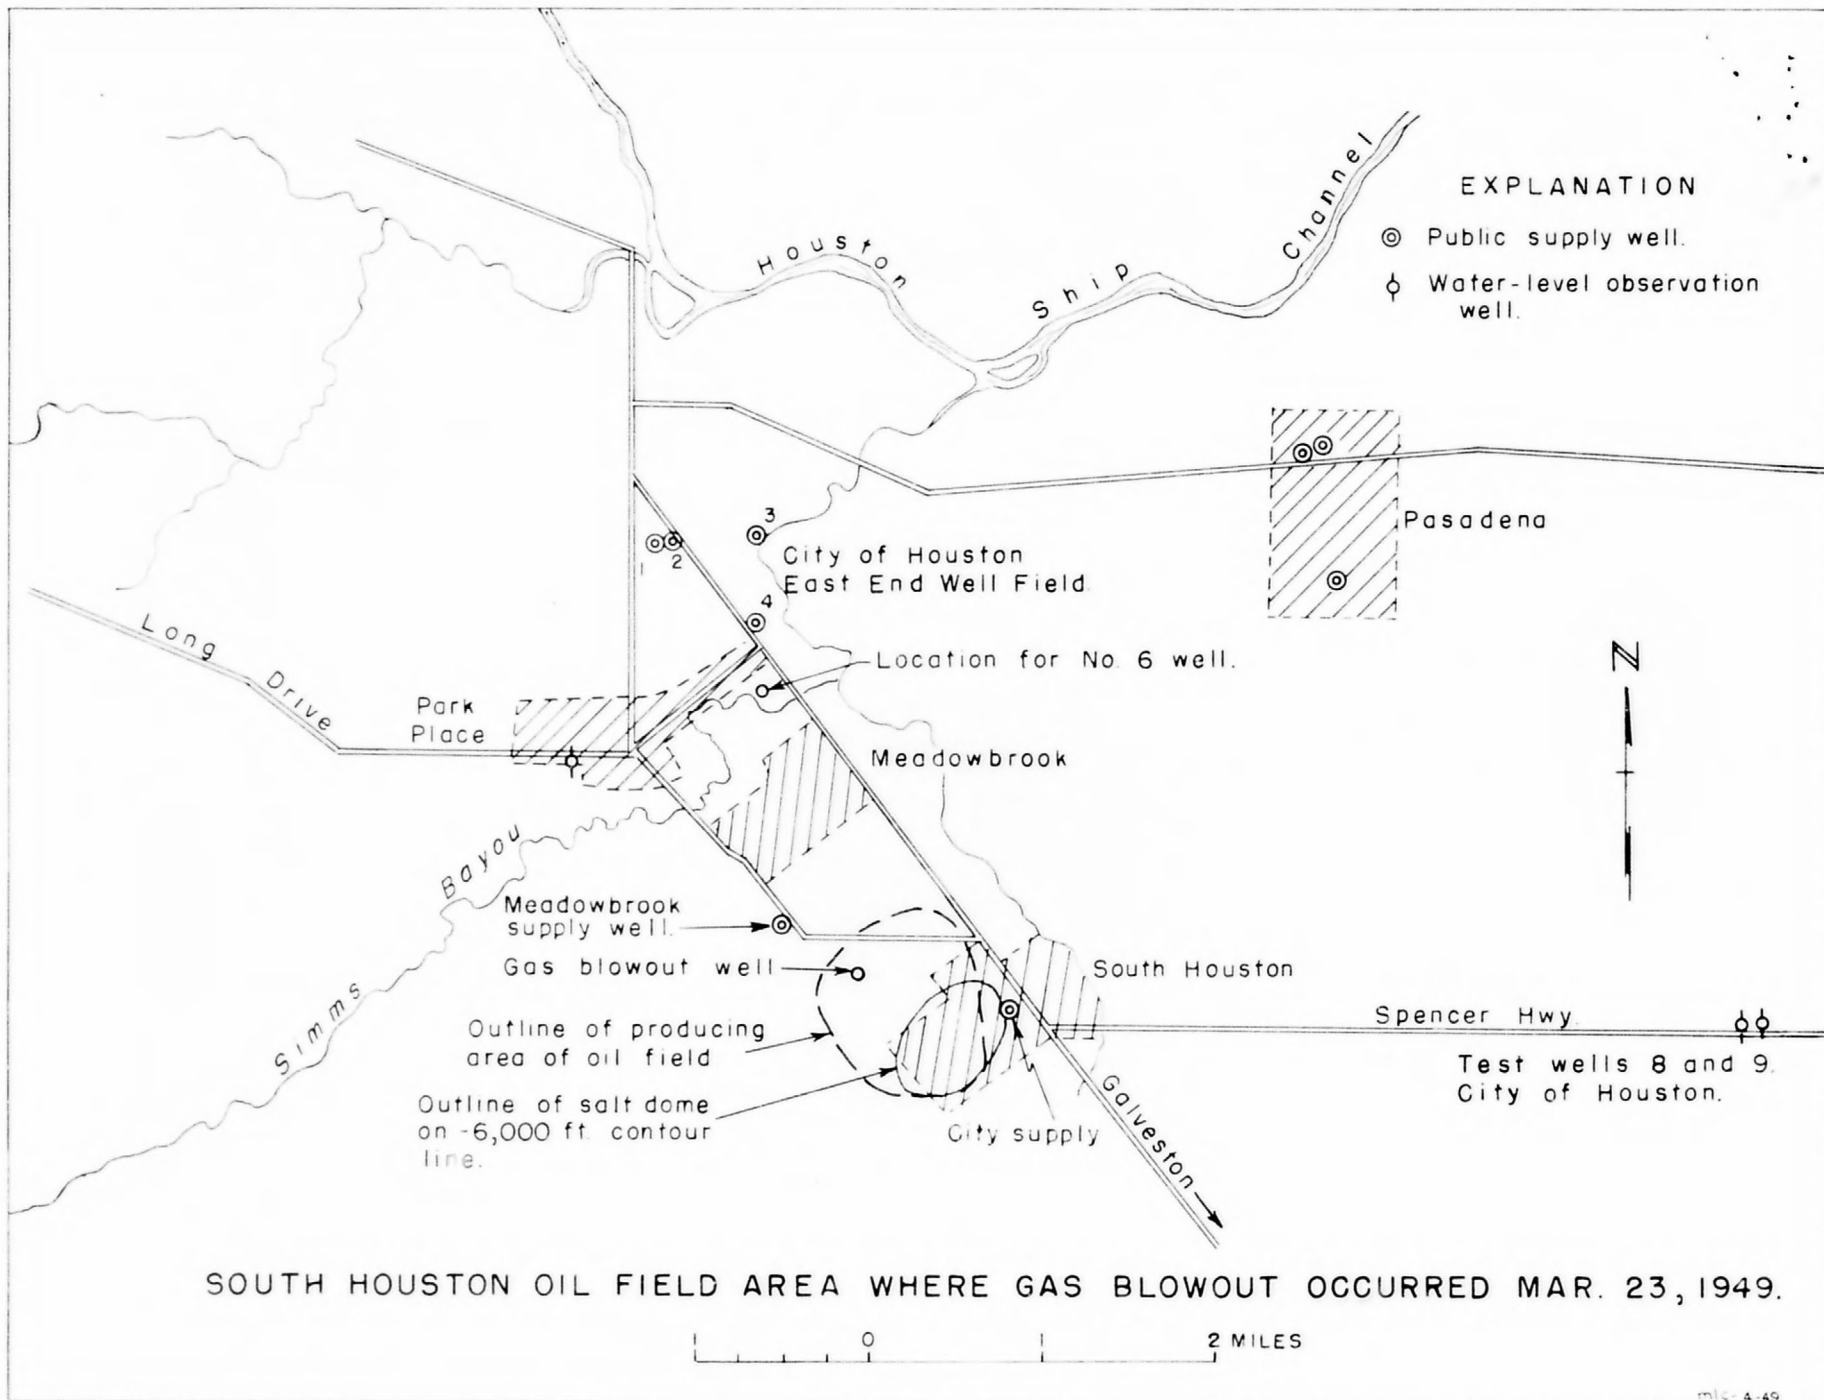 Houston Ship Channel
EXPLANATION
Public supply well.
Water-level observation
well.
Pasadena
3
1
2
City of Houston
East End Well Field.
4
Location for No. 6 well.
Long Drive
Park
Place
Meadowbrook
N
Simms Bayou
Meadowbrook
supply well.
Gas blowout well
South Houston
Outline of producing
area of oil field
Spencer Hwy.
Test wells 8 and 9.
City of Houston.
Outline of salt dome
on -6,000 ft. contour
line.
City supply
Galveston
SOUTH HOUSTON OIL FIELD AREA WHERE GAS BLOWOUT OCCURRED MAR. 23, 1949.
1 0 1 2 MILES